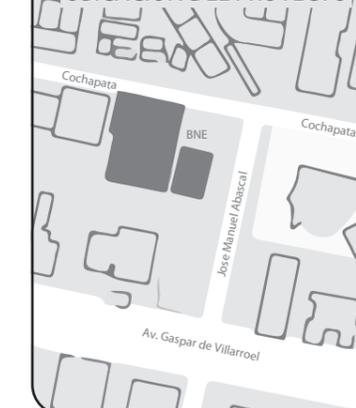 Cochapata
Cochapata
BNE
Jose Manuel Abascal
Av. Gaspar de Villarroel